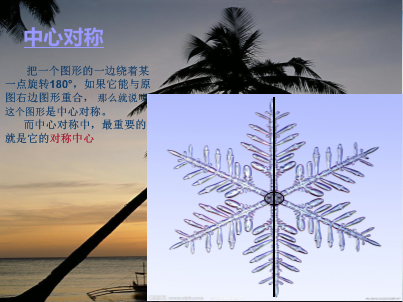 中心对称
把一个图形的一边绕着某
一点旋转180°，如果它能与原
图右边图形重合， 那么就说
这个图形是中心对称。
而中心对称中，最重要的
就是它的对称中心